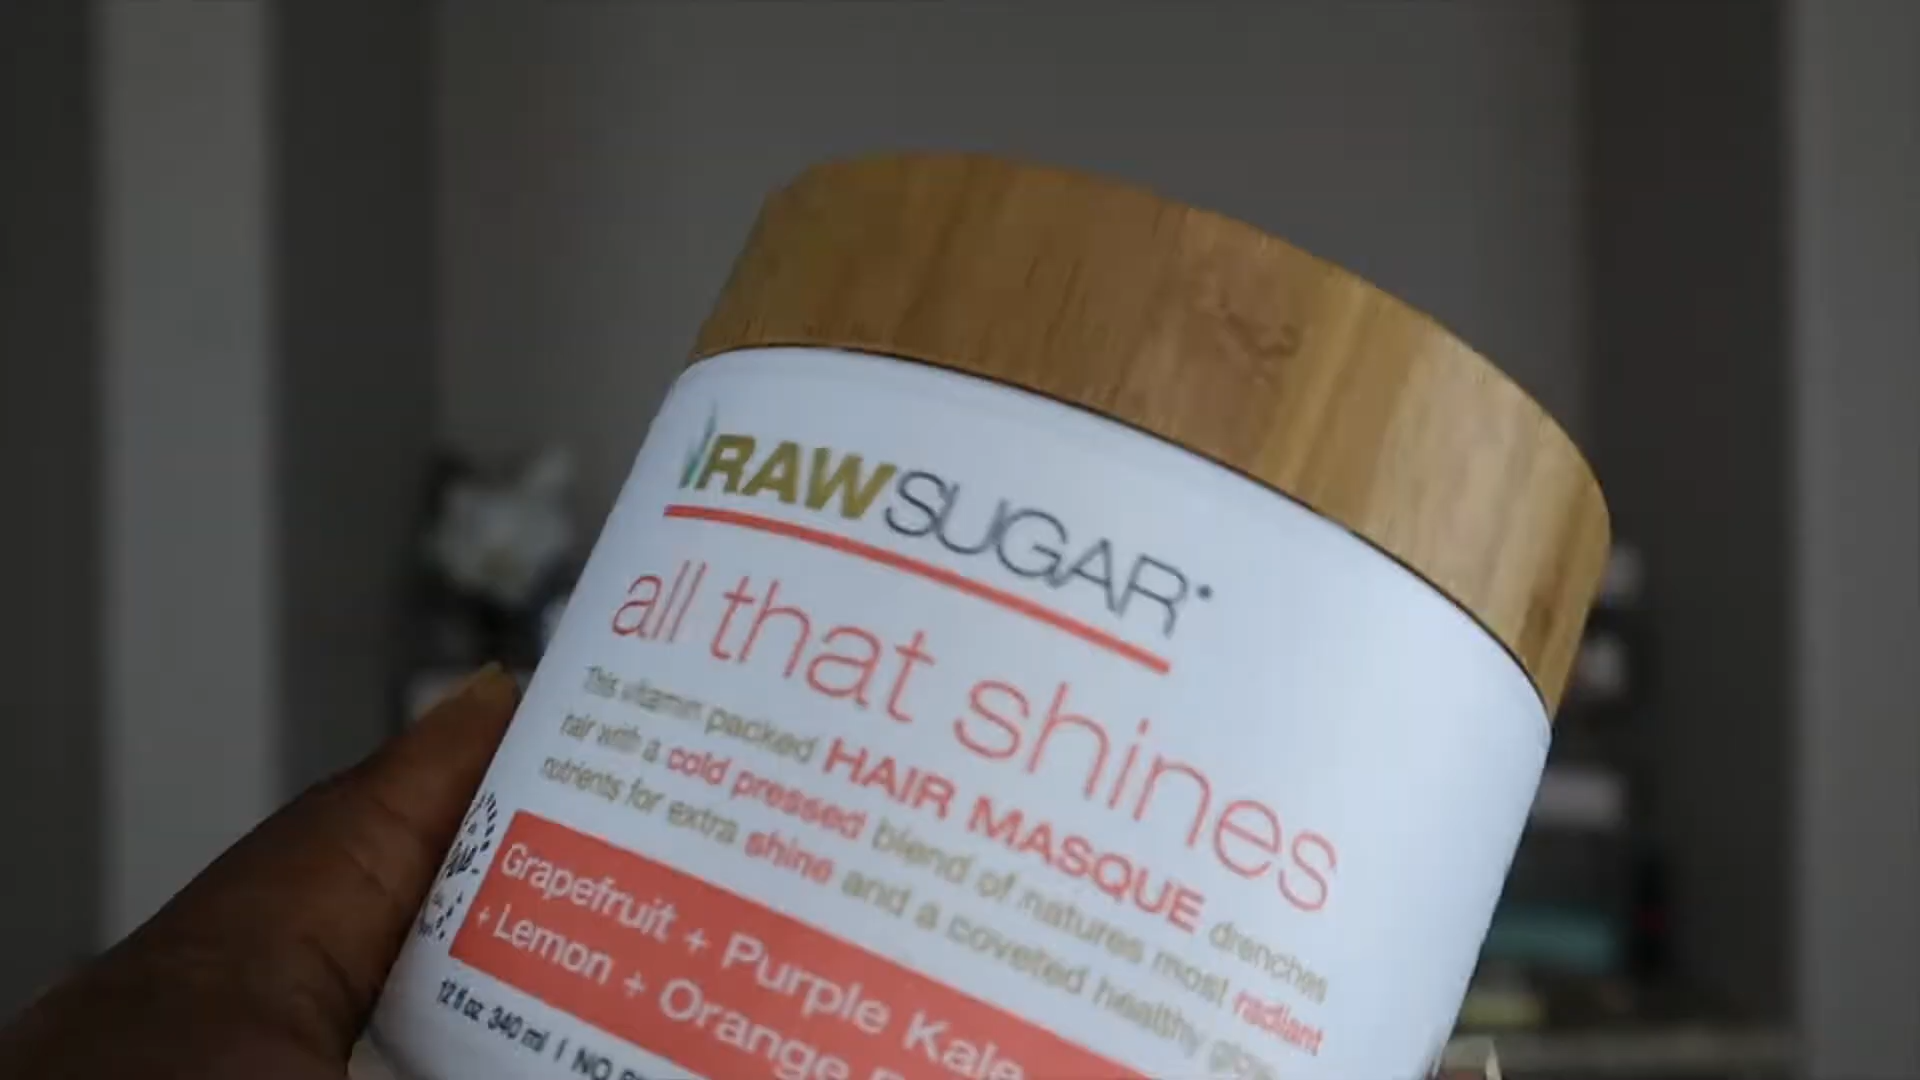 RAWSUGAR
all that shines
This vitamin packed HAIR MASQUE drenches
hair with a cold pressed blend of natures most radiant
nutrients for extra shine and a coveted healthy glow
Grapefruit + Purple Kale
+ Lemon + Orange
12 fl oz 340 ml | NO